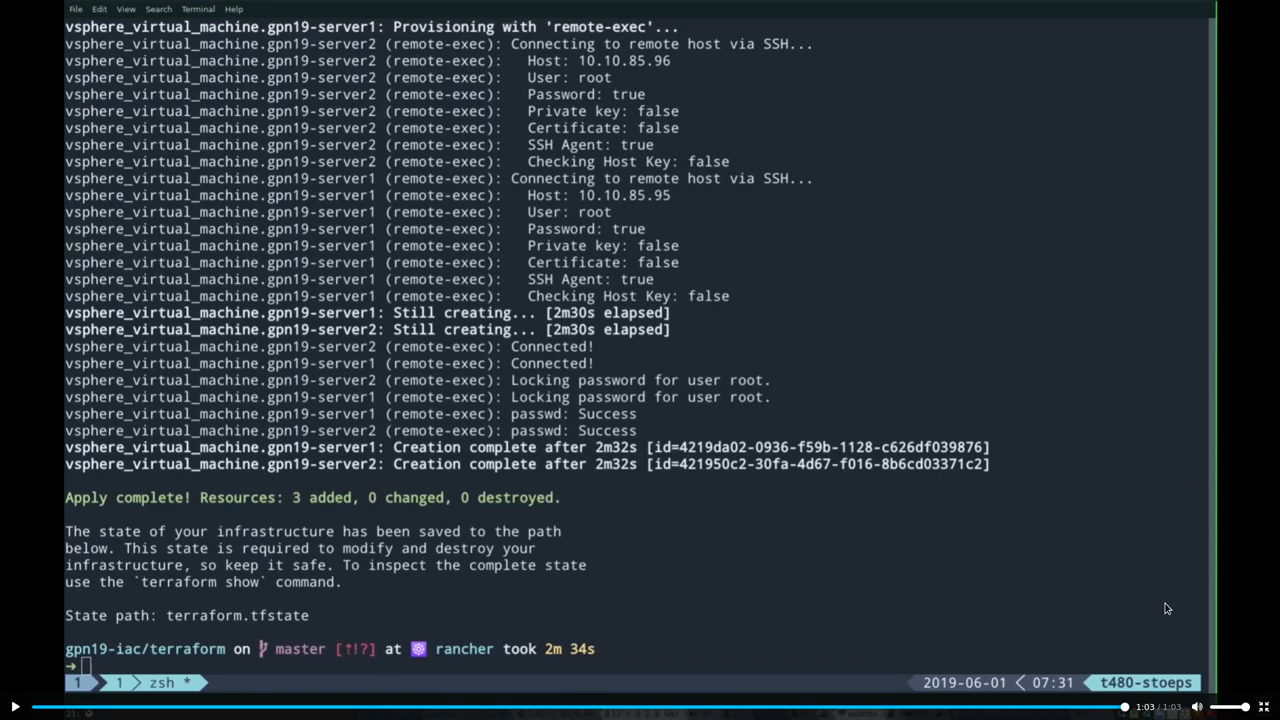 File Edit View Search Terminal Help
vsphere_virtual_machine.gpn19-server1: Provisioning with 'remote-exec'...
vsphere_virtual_machine.gpn19-server2 (remote-exec): Connecting to remote host via SSH...
vsphere_virtual_machine.gpn19-server2 (remote-exec):   Host: 10.10.85.96
vsphere_virtual_machine.gpn19-server2 (remote-exec):   User: root
vsphere_virtual_machine.gpn19-server2 (remote-exec):   Password: true
vsphere_virtual_machine.gpn19-server2 (remote-exec):   Private key: false
vsphere_virtual_machine.gpn19-server2 (remote-exec):   Certificate: false
vsphere_virtual_machine.gpn19-server2 (remote-exec):   SSH Agent: true
vsphere_virtual_machine.gpn19-server2 (remote-exec):   Checking Host Key: false
vsphere_virtual_machine.gpn19-server1 (remote-exec): Connecting to remote host via SSH...
vsphere_virtual_machine.gpn19-server1 (remote-exec):   Host: 10.10.85.95
vsphere_virtual_machine.gpn19-server1 (remote-exec):   User: root
vsphere_virtual_machine.gpn19-server1 (remote-exec):   Password: true
vsphere_virtual_machine.gpn19-server1 (remote-exec):   Private key: false
vsphere_virtual_machine.gpn19-server1 (remote-exec):   Certificate: false
vsphere_virtual_machine.gpn19-server1 (remote-exec):   SSH Agent: true
vsphere_virtual_machine.gpn19-server1 (remote-exec):   Checking Host Key: false
vsphere_virtual_machine.gpn19-server1: Still creating... [2m30s elapsed]
vsphere_virtual_machine.gpn19-server2: Still creating... [2m30s elapsed]
vsphere_virtual_machine.gpn19-server2 (remote-exec): Connected!
vsphere_virtual_machine.gpn19-server1 (remote-exec): Connected!
vsphere_virtual_machine.gpn19-server2 (remote-exec): Locking password for user root.
vsphere_virtual_machine.gpn19-server1 (remote-exec): Locking password for user root.
vsphere_virtual_machine.gpn19-server1 (remote-exec): passwd: Success
vsphere_virtual_machine.gpn19-server2 (remote-exec): passwd: Success
vsphere_virtual_machine.gpn19-server1: Creation complete after 2m32s [id=4219da02-0936-f59b-1128-c626df039876]
vsphere_virtual_machine.gpn19-server2: Creation complete after 2m32s [id=421950c2-30fa-4d67-f016-8b6cd03371c2]
Apply complete! Resources: 3 added, 0 changed, 0 destroyed.
The state of your infrastructure has been saved to the path
below. This state is required to modify and destroy your
infrastructure, so keep it safe. To inspect the complete state
use the `terraform show` command.
State path: terraform.tfstate
gpn19-iac/terraform on master [⇡!?] at ☸ rancher took 2m 34s
➜
1 1 zsh * 2019-06-01 07:31 t480-stoeps
1:03 / 1:03